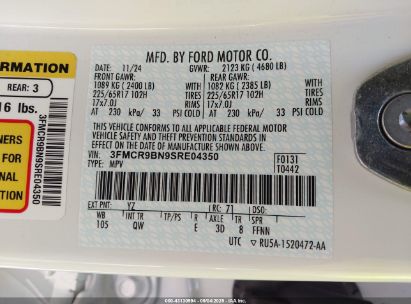 FORMATION
REAR: 3
16 lbs.
3FMCR9BN9SRE04350
NERS
MFD. BY FORD MOTOR CO.
DATE: 11/24 GVWR: 2123 KG ( 4680 LB)
FRONT GAWR: REAR GAWR:
1089 KG ( 2400 LB) 1082 KG ( 2385 LB)
225/65R17 102H TIRES 225/65R17 102H TIRES
17x7.0J RIMS 17x7.0J RIMS
AT 230 kPa/ 33 PSI COLD AT 230 kPa/ 33 PSI COLD
THIS VEHICLE CONFORMS TO ALL APPLICABLE FEDERAL MOTOR
VEHICLE SAFETY AND THEFT PREVENTION STANDARDS IN
EFFECT ON THE DATE OF MANUFACTURE SHOWN ABOVE.
VIN: 3FMCR9BN9SRE04350 F0131
TYPE: MPV T0442
EXT PNT: YZ RC: 71 DSO:
WB INT TR TP/PS R AXLE TR SPR
105 QW E 30 8 FFNN
UTC RU5A-1520472-AA